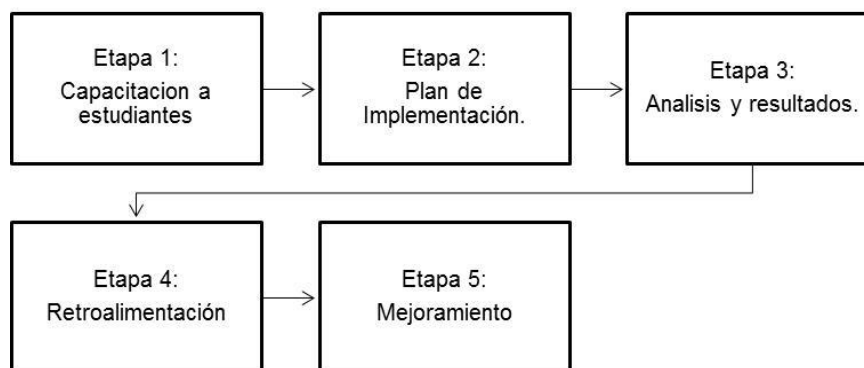 Etapa 1:
Capacitacion a
estudiantes
Etapa 2:
Plan de
Implementación.
Etapa 3:
Analisis y resultados.
Etapa 4:
Retroalimentación
Etapa 5:
Mejoramiento